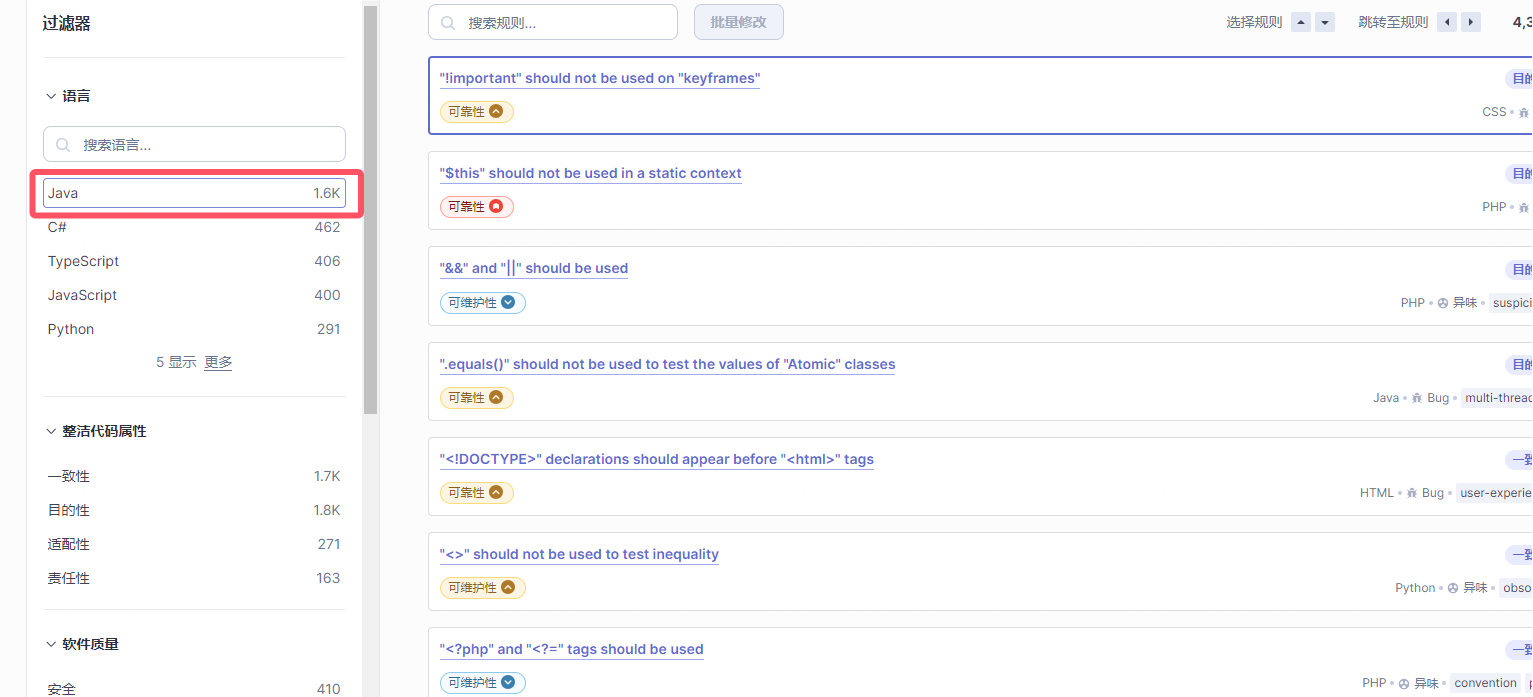 过滤器
语言
搜索语言...
Java 1.6K
C# 462
TypeScript 406
JavaScript 400
Python 291
5 显示 更多
整洁代码属性
一致性 1.7K
目的性 1.8K
适配性 271
责任性 163
软件质量
安全 410
搜索规则... 批量修改 选择规则 跳转至规则 4,3
"!important" should not be used on "keyframes" 目的
可靠性 CSS
"$this" should not be used in a static context 目的
可靠性 PHP
"&&" and "||" should be used 目的
可维护性 PHP • 异味 • suspici
".equals()" should not be used to test the values of "Atomic" classes 目的
可靠性 Java • Bug • multi-thread
"<!DOCTYPE>" declarations should appear before "<html>" tags 一致
可靠性 HTML • Bug • user-experie
"<>" should not be used to test inequality 一致
可维护性 Python • 异味 • obso
"<?php" and "<?=" tags should be used 一致
可维护性 PHP • 异味 • convention p